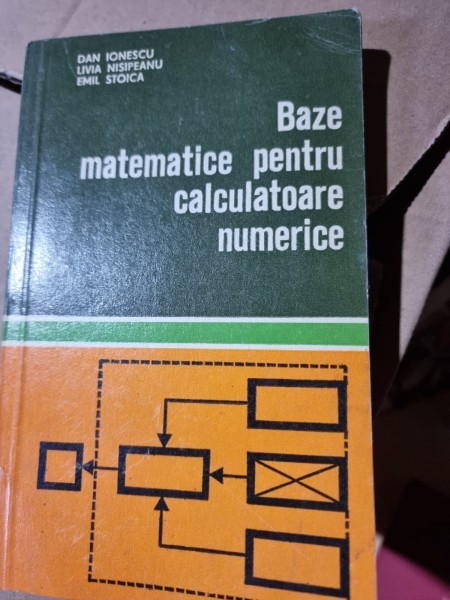 DAN IONESCU
LIVIA NISIPEANU
EMIL STOICA
Baze
matematice pentru
calculatoare
numerice